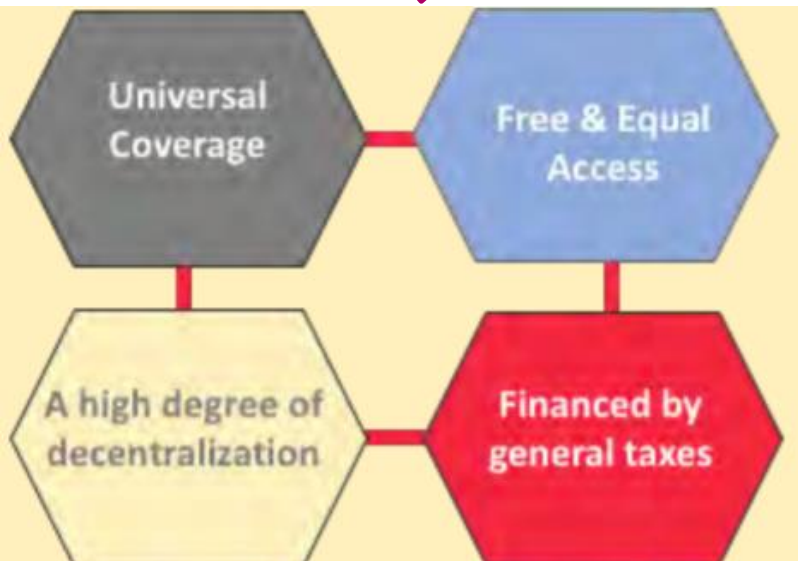 Universal
Coverage
Free & Equal
Access
A high degree of
decentralization
Financed by
general taxes